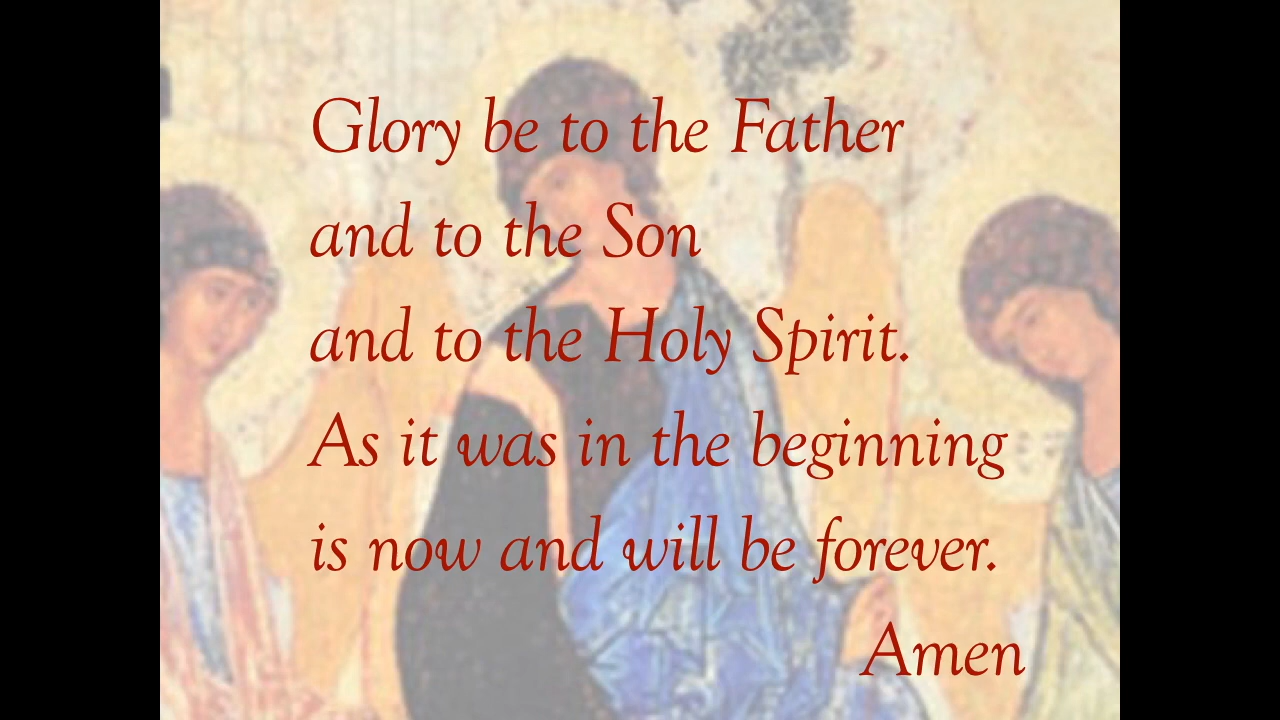 Glory be to the Father
and to the Son
and to the Holy Spirit.
As it was in the beginning
is now and will be forever.
Amen